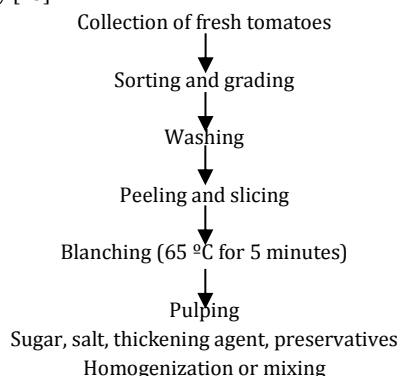 Collection of fresh tomatoes
Sorting and grading
Washing
Peeling and slicing
Blanching (65 ºC for 5 minutes)
Pulping
Sugar, salt, thickening agent, preservatives
Homogenization or mixing